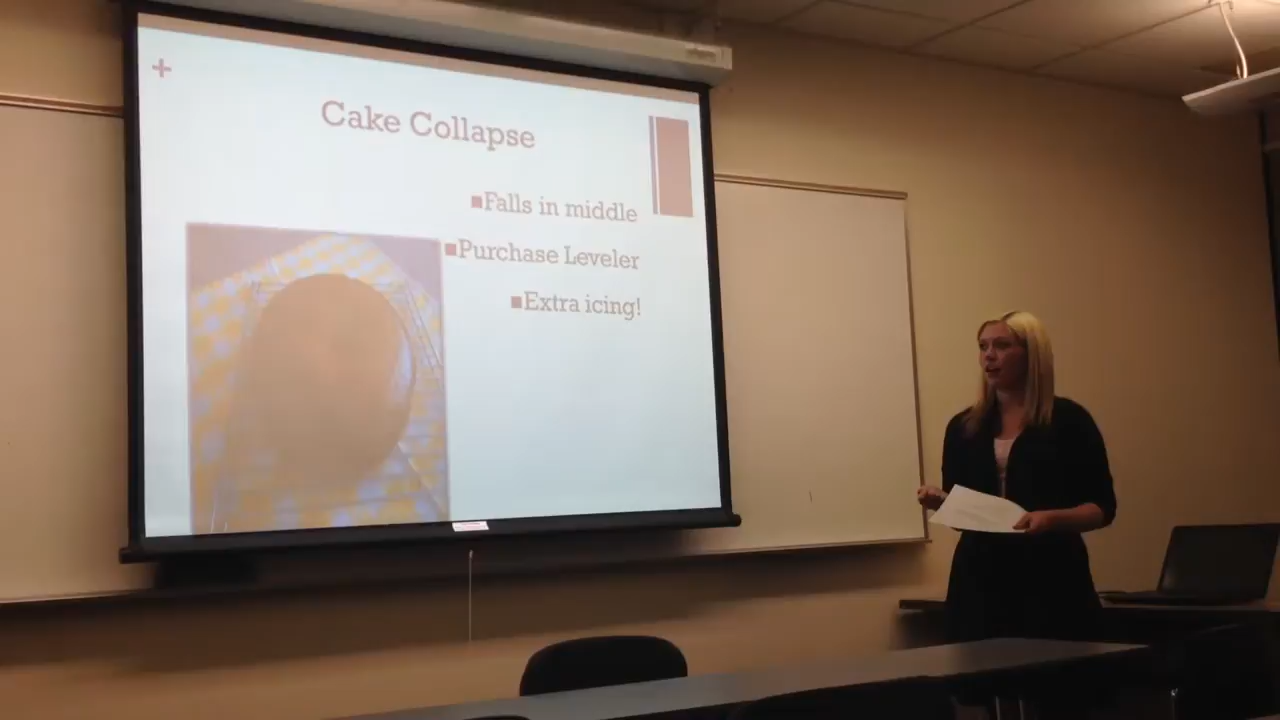 +
Cake Collapse
▪Falls in middle
▪Purchase Leveler
▪Extra icing!